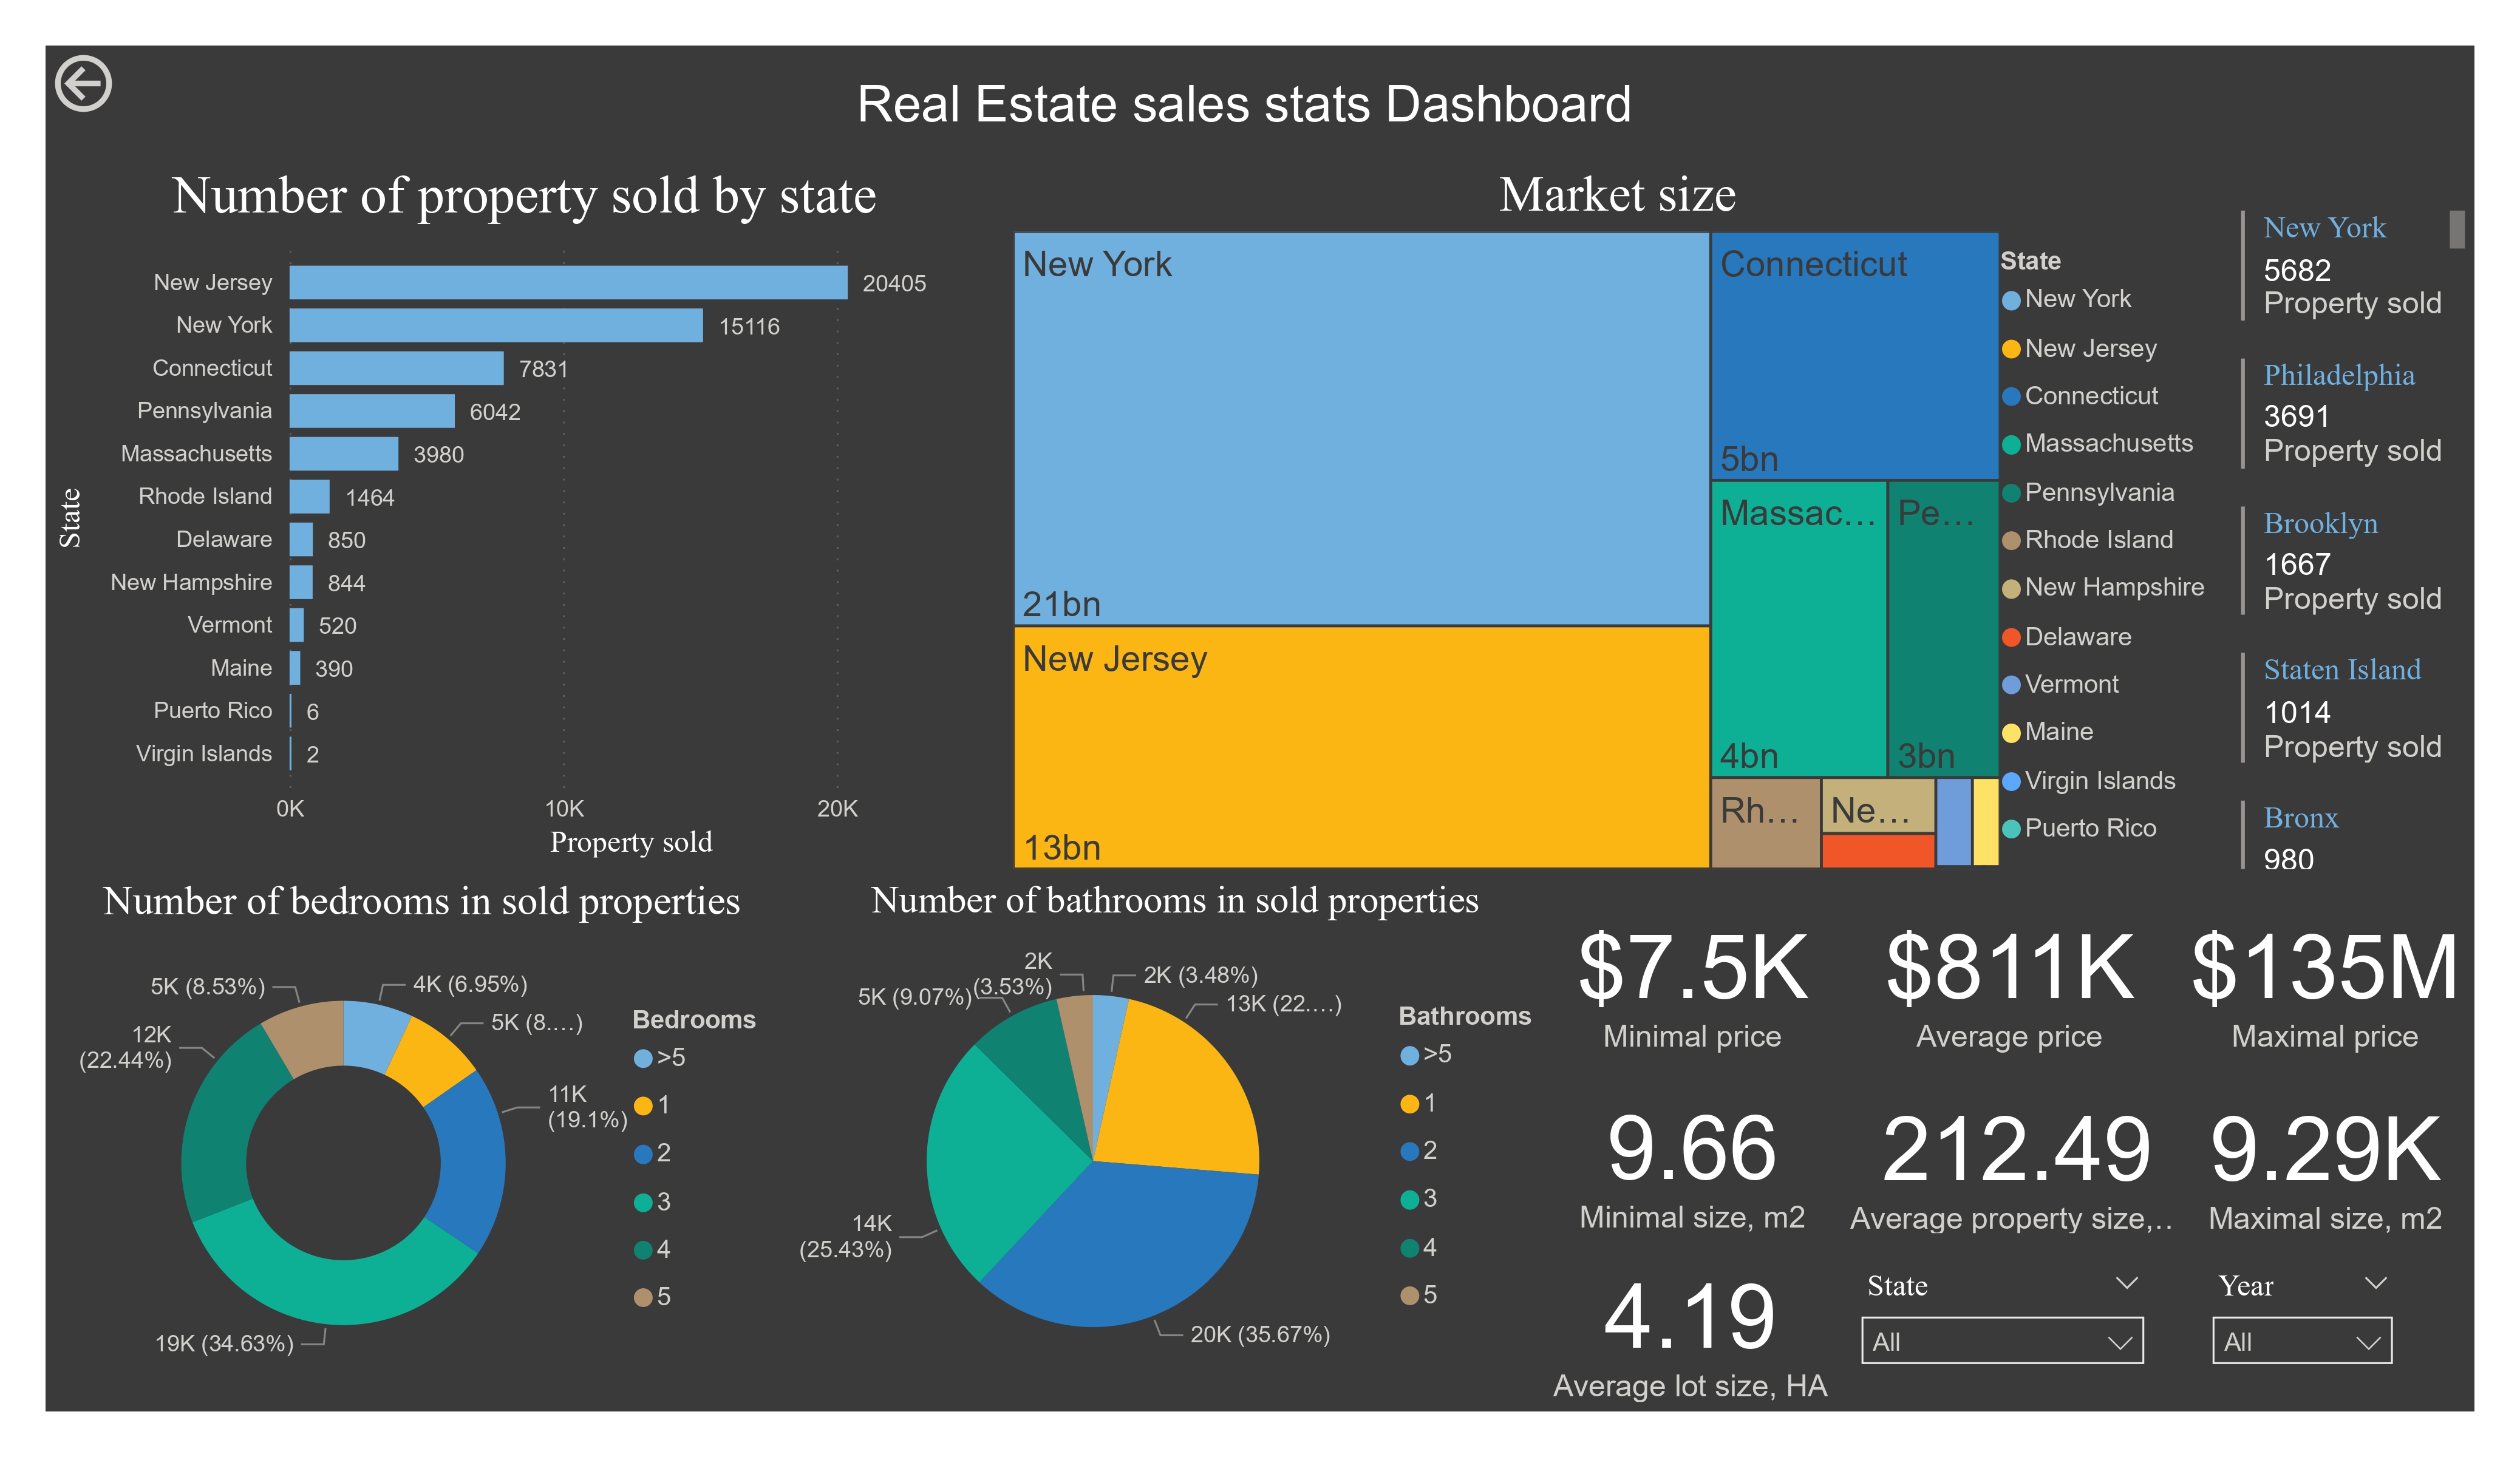 Real Estate sales stats Dashboard
Number of property sold by state
State
New Jersey 20405
New York 15116
Connecticut 7831
Pennsylvania 6042
Massachusetts 3980
Rhode Island 1464
Delaware 850
New Hampshire 844
Vermont 520
Maine 390
Puerto Rico 6
Virgin Islands 2
0K 10K 20K
Property sold
Market size
New York
21bn
New Jersey
13bn
Connecticut
5bn
Massac…
4bn
Pe…
3bn
Rh…
Ne…
State
New York
New Jersey
Connecticut
Massachusetts
Pennsylvania
Rhode Island
New Hampshire
Delaware
Vermont
Maine
Virgin Islands
Puerto Rico
New York
5682
Property sold
Philadelphia
3691
Property sold
Brooklyn
1667
Property sold
Staten Island
1014
Property sold
Bronx
980
Number of bedrooms in sold properties
4K (6.95%)
5K (8.…)
11K
(19.1%)
19K (34.63%)
12K
(22.44%)
5K (8.53%)
Bedrooms
>5
1
2
3
4
5
Number of bathrooms in sold properties
2K (3.48%)
13K (22.…)
20K (35.67%)
14K
(25.43%)
5K (9.07%)
2K
(3.53%)
Bathrooms
>5
1
2
3
4
5
$7.5K
Minimal price
$811K
Average price
$135M
Maximal price
9.66
Minimal size, m2
212.49
Average property size,..
9.29K
Maximal size, m2
4.19
Average lot size, HA
State
All
Year
All